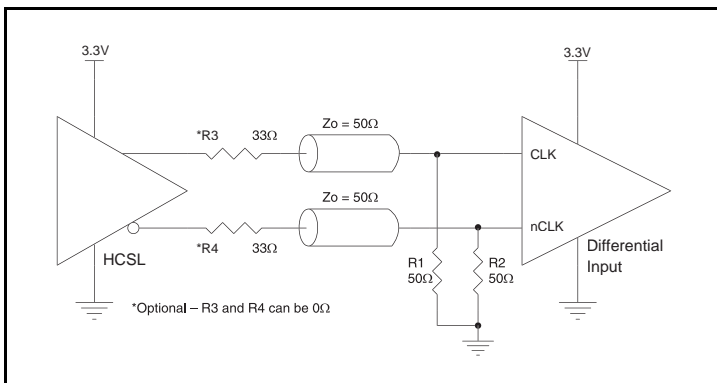 3.3V
3.3V
*R3 33Ω
Zo = 50Ω
CLK
Zo = 50Ω
nCLK
HCSL
*R4 33Ω
R1
50Ω
R2
50Ω
Differential
Input
*Optional – R3 and R4 can be 0Ω